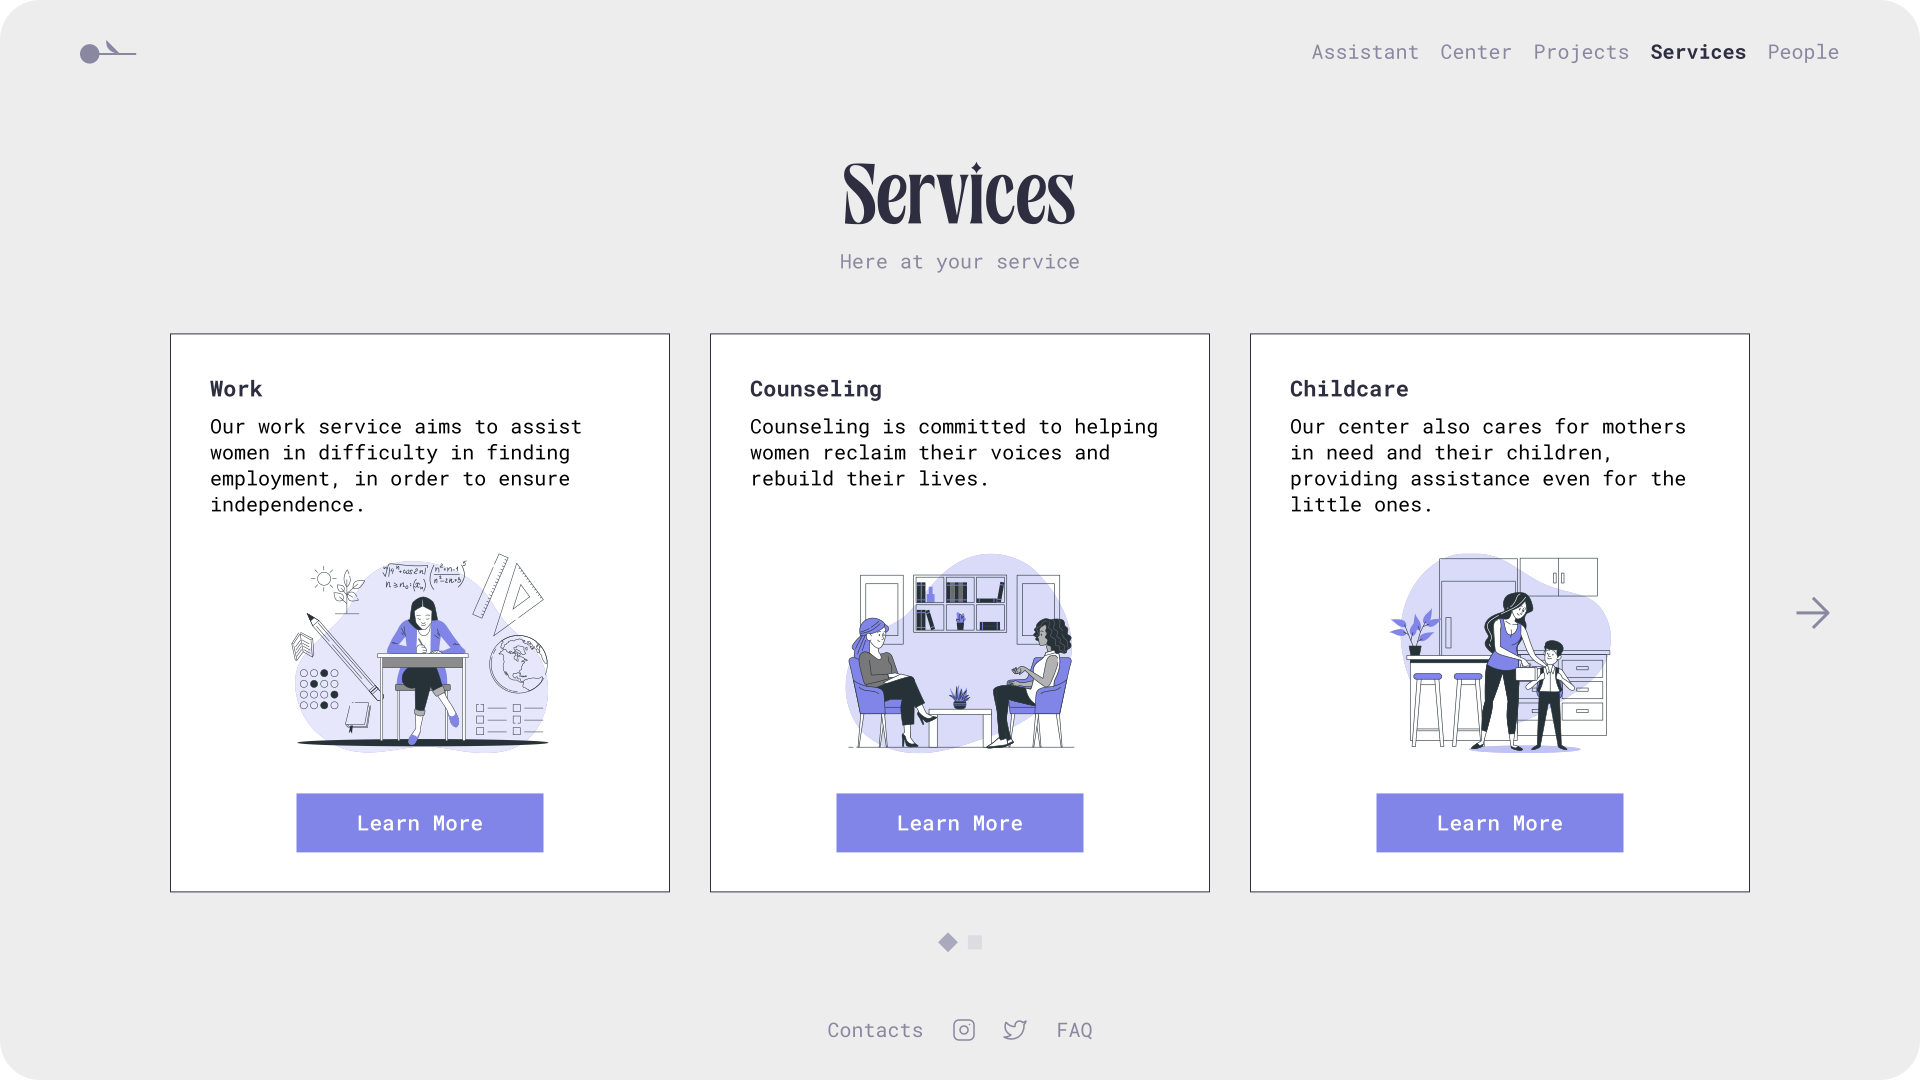 Assistant Center Projects Services People
Services
Here at your service
Work
Our work service aims to assist
women in difficulty in finding
employment, in order to ensure
independence.
Counseling
Counseling is committed to helping
women reclaim their voices and
rebuild their lives.
Childcare
Our center also cares for mothers
in need and their children,
providing assistance even for the
little ones.
Learn More
Learn More
Learn More
Contacts
FAQ